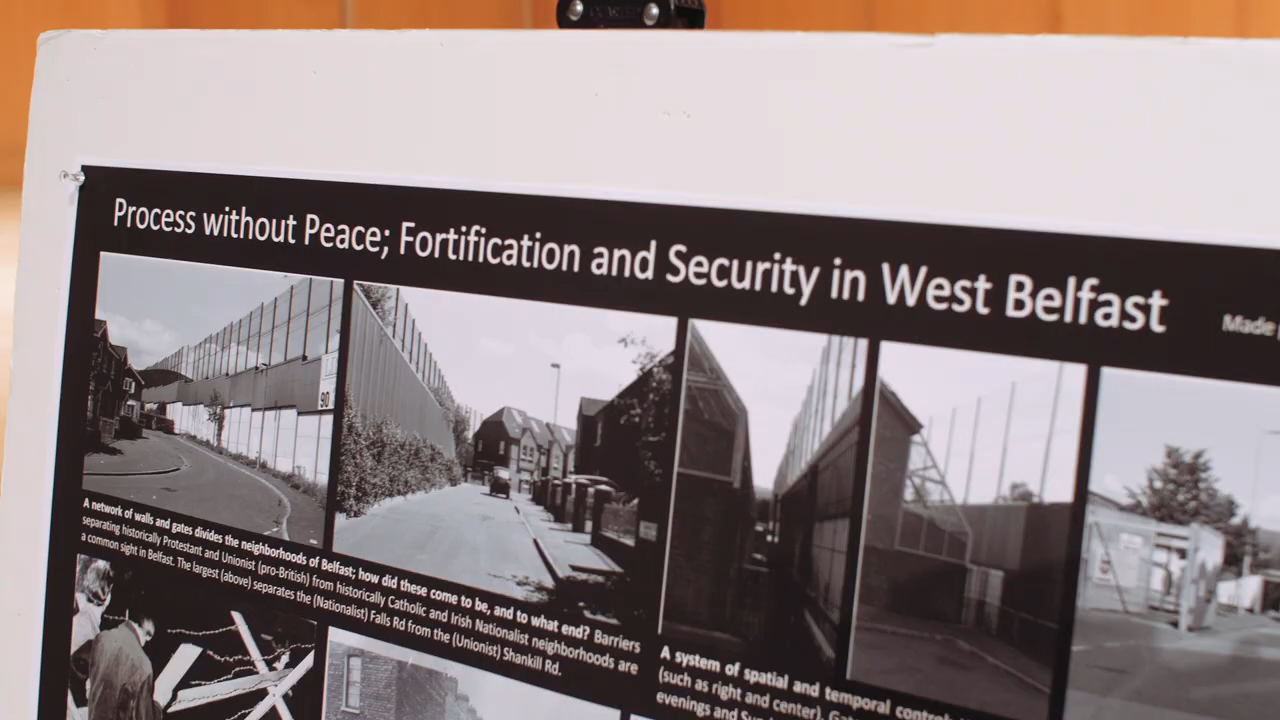 Process without Peace; Fortification and Security in West Belfast
Made
90
A network of walls and gates divides the neighborhoods of Belfast; how did these come to be, and to what end? Barriers
separating historically Protestant and Unionist (pro-British) from historically Catholic and Irish Nationalist neighborhoods are
a common sight in Belfast. The largest (above) separates the (Nationalist) Falls Rd from the (Unionist) Shankill Rd.
A system of spatial and temporal
(such as right and center).
evenings and